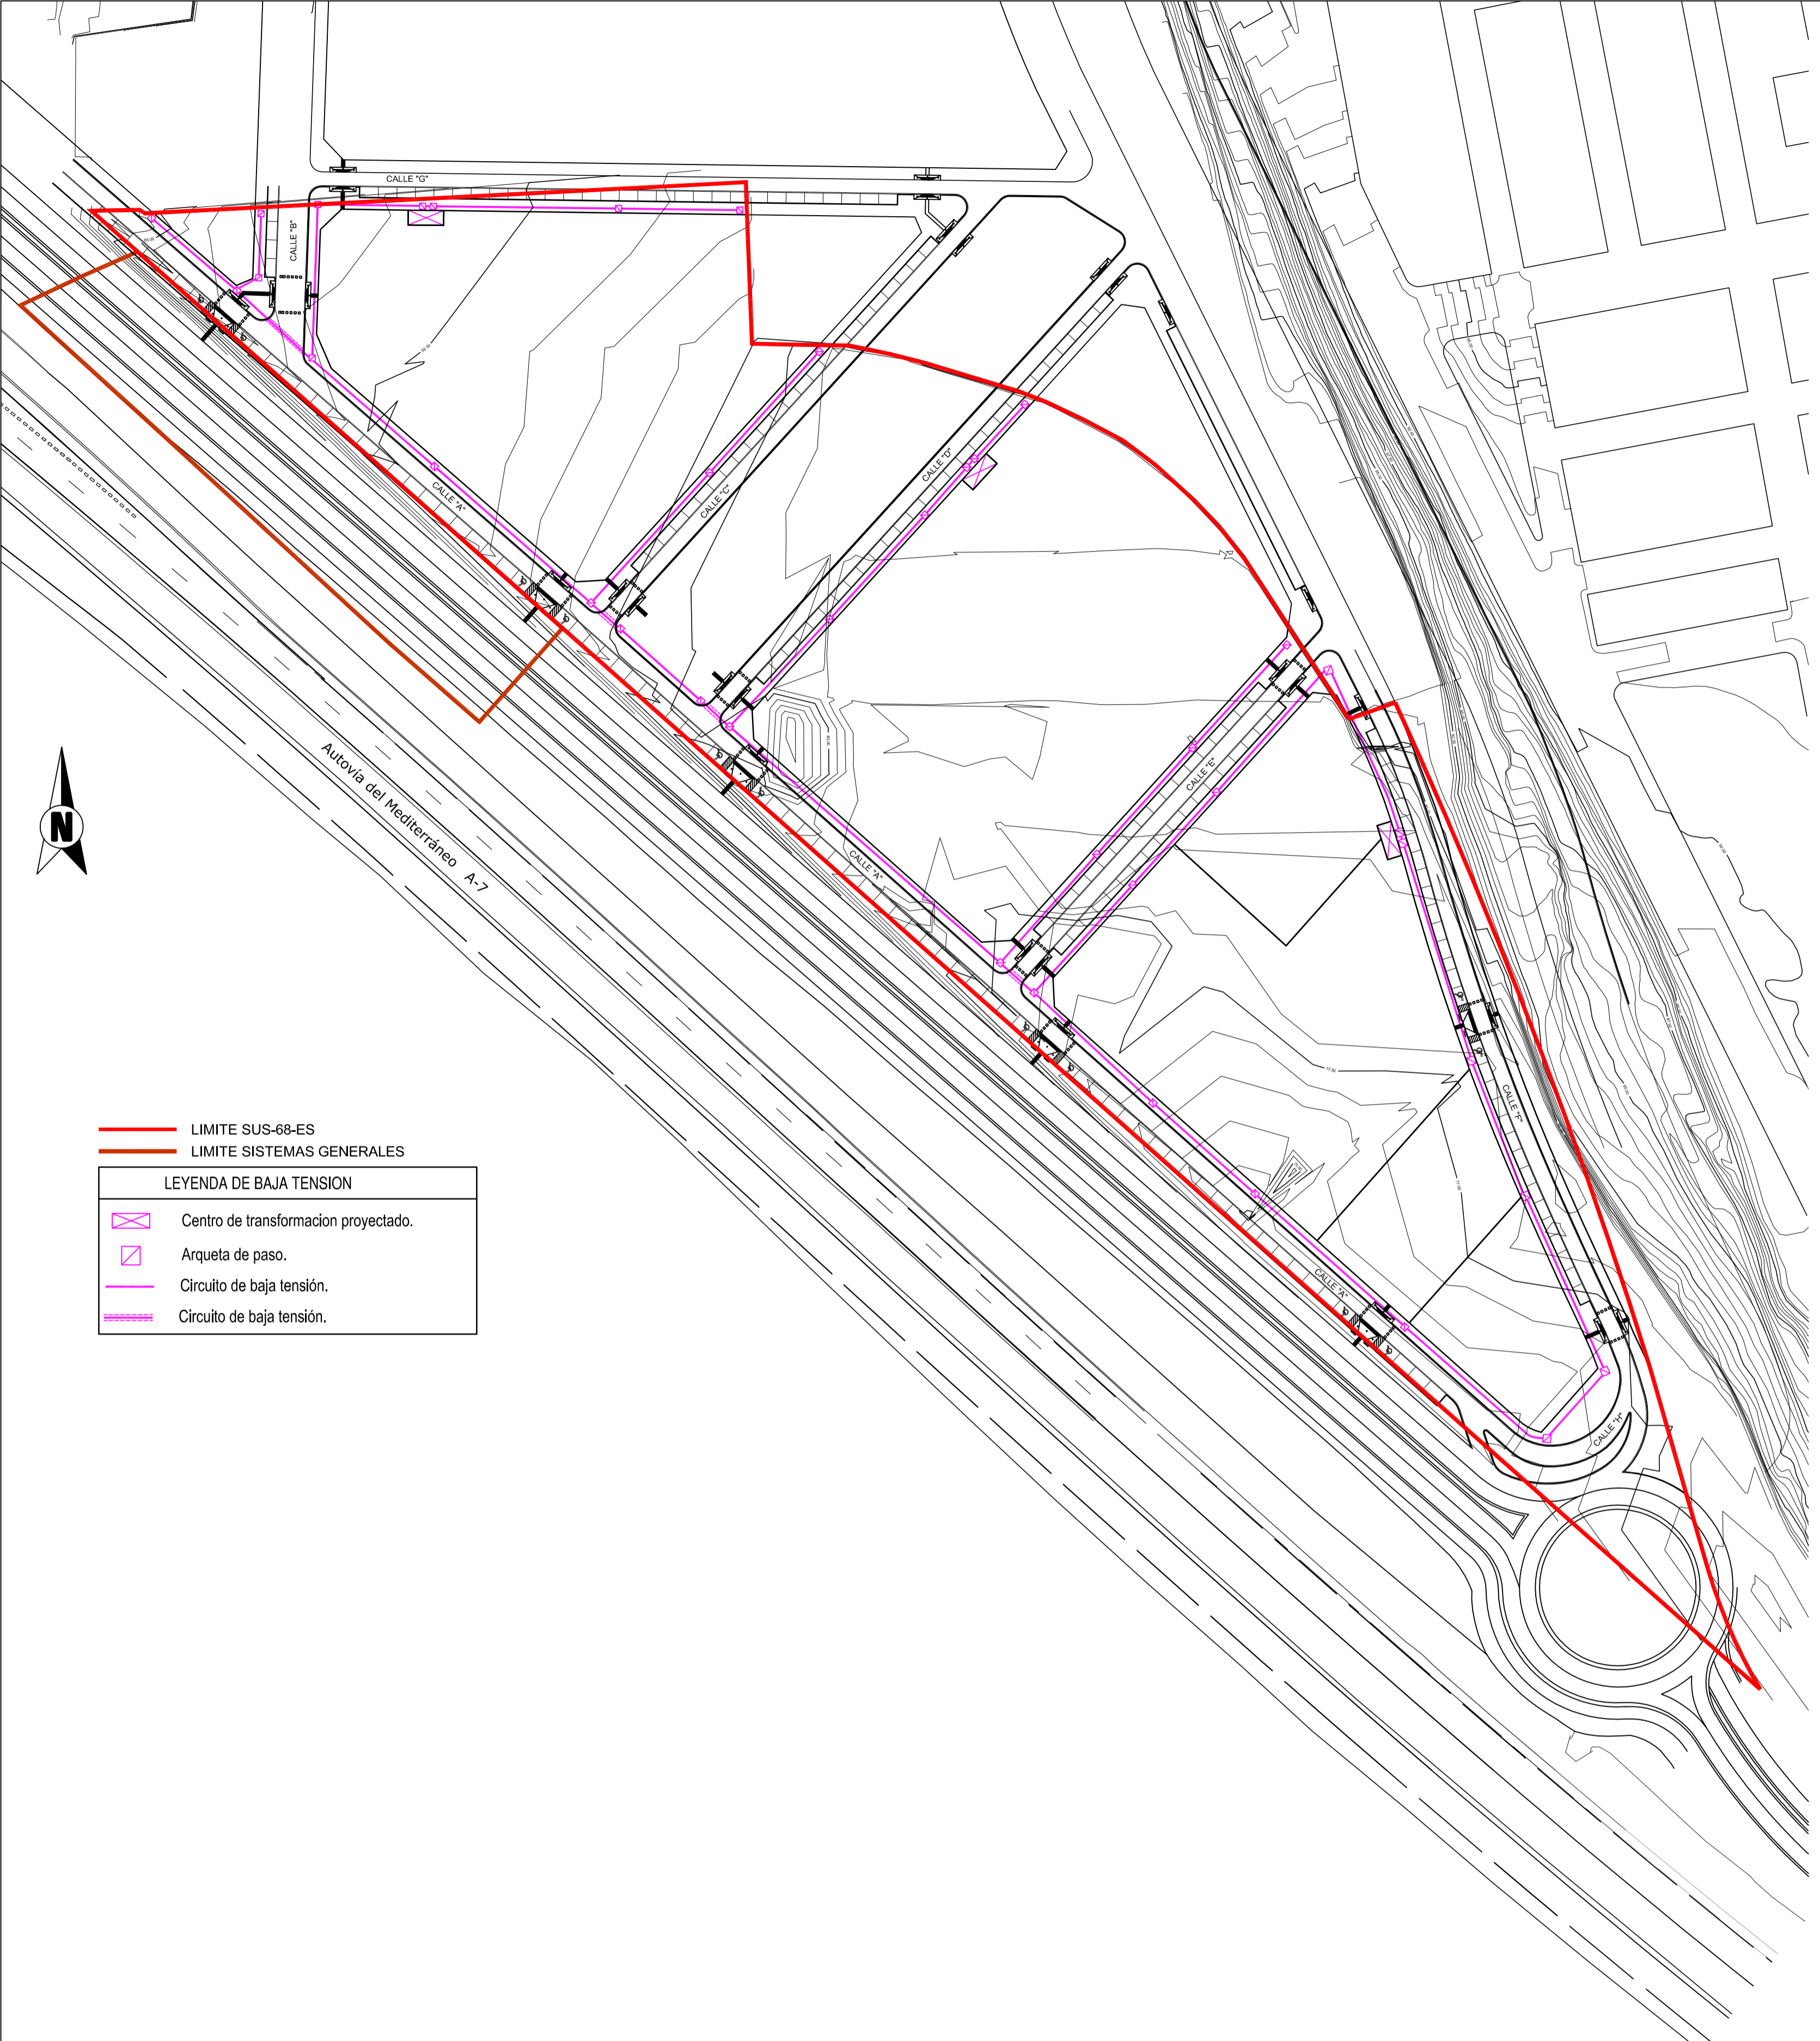 CALLE "G"
CALLE "B"
CALLE "A"
CALLE "C"
CALLE "D"
CALLE "E"
CALLE "A"
CALLE "F"
CALLE "A"
CALLE "H"
Autovía del Mediterráneo A-7
N
77.50
LIMITE SUS-68-ES
LIMITE SISTEMAS GENERALES
LEYENDA DE BAJA TENSION
Centro de transformacion proyectado.
Arqueta de paso.
Circuito de baja tensión.
Circuito de baja tensión.